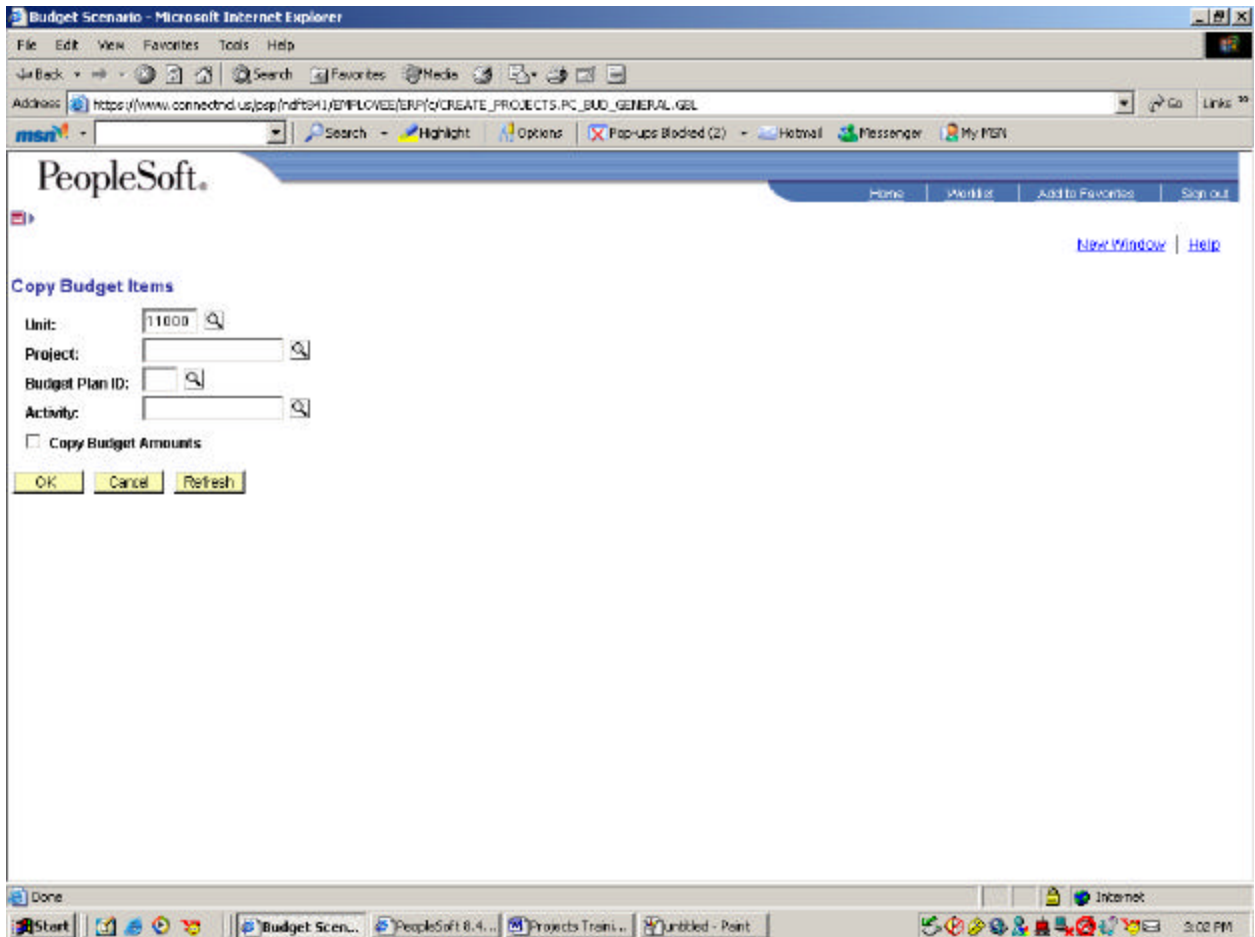 Budget Scenario - Microsoft Internet Explorer
File Edit View Favorites Tools Help
Back Search Favorites Media
Address https://www.connectnd.us/psp/ndft841/EMPLOYEE/ERP/c/CREATE_PROJECTS.PC_BUD_GENERAL.GBL Go Links »
msn Search Highlight Options Pop-ups Blocked (2) Hotmail Messenger My MSN
PeopleSoft.
Home Worklist Add to Favorites Sign out
New Window Help
Copy Budget Items
Unit: 11000
Project:
Budget Plan ID:
Activity:
Copy Budget Amounts
OK Cancel Refresh
Done Internet
Start Budget Scen... PeopleSoft 8.4... Projects Traini... untitled - Paint 3:02 PM